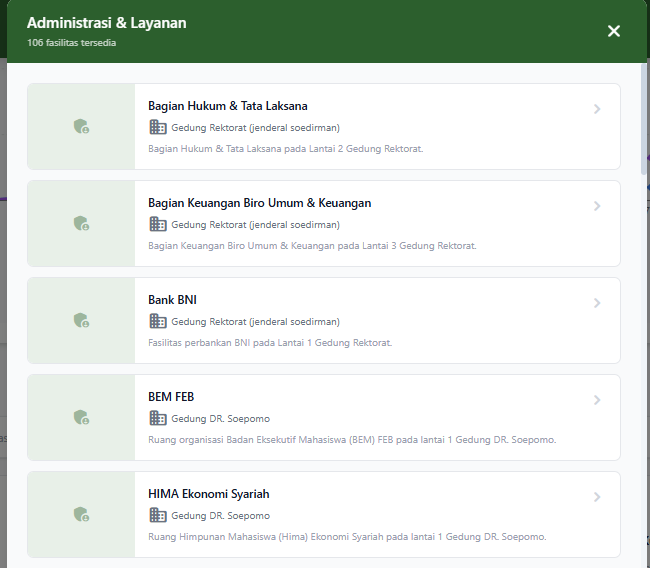 Administrasi & Layanan
106 fasilitas tersedia
Bagian Hukum & Tata Laksana
Gedung Rektorat (jenderal soedirman)
Bagian Hukum & Tata Laksana pada Lantai 2 Gedung Rektorat.
Bagian Keuangan Biro Umum & Keuangan
Gedung Rektorat (jenderal soedirman)
Bagian Keuangan Biro Umum & Keuangan pada Lantai 3 Gedung Rektorat.
Bank BNI
Gedung Rektorat (jenderal soedirman)
Fasilitas perbankan BNI pada Lantai 1 Gedung Rektorat.
BEM FEB
Gedung DR. Soepomo
Ruang organisasi Badan Eksekutif Mahasiswa (BEM) FEB pada lantai 1 Gedung DR. Soepomo.
HIMA Ekonomi Syariah
Gedung DR. Soepomo
Ruang Himpunan Mahasiswa (Hima) Ekonomi Syariah pada lantai 1 Gedung DR. Soepomo.